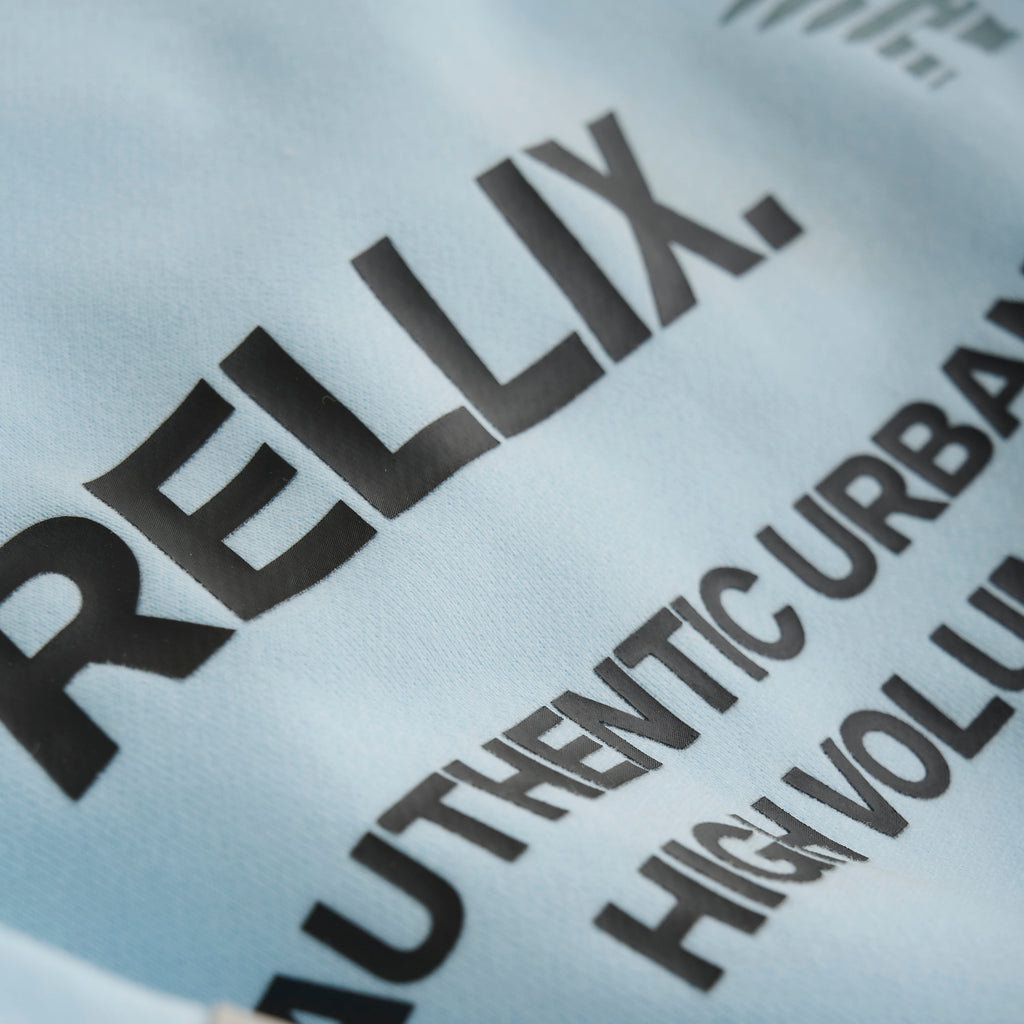 RELLIX.
AUTHENTIC URBAN
HIGH VOLU